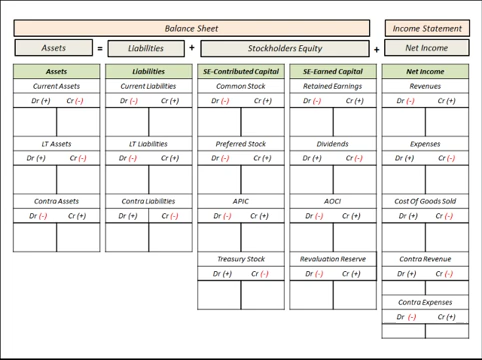 Balance Sheet Income Statement
Assets = Liabilities + Stockholders Equity + Net Income
Assets Liabilities SE-Contributed Capital SE-Earned Capital Net Income
Current Assets Current Liabilities Common Stock Retained Earnings Revenues
Dr (+) Cr (-) Dr (-) Cr (+) Dr (-) Cr (+) Dr (-) Cr (+) Dr (-) Cr (+)
LT Assets LT Liabilities Preferred Stock Dividends Expenses
Dr (+) Cr (-) Dr (-) Cr (+) Dr (-) Cr (+) Dr (+) Cr (-) Dr (+) Cr (-)
Contra Assets Contra Liabilities APIC AOCI Cost Of Goods Sold
Dr (-) Cr (+) Dr (+) Cr (-) Dr (-) Cr (+) Dr (-) Cr (+) Dr (+) Cr (-)
Treasury Stock Revaluation Reserve Contra Revenue
Dr (+) Cr (-) Dr (-) Cr (+) Dr (+) Cr (-)
Contra Expenses
Dr (-) Cr (+)